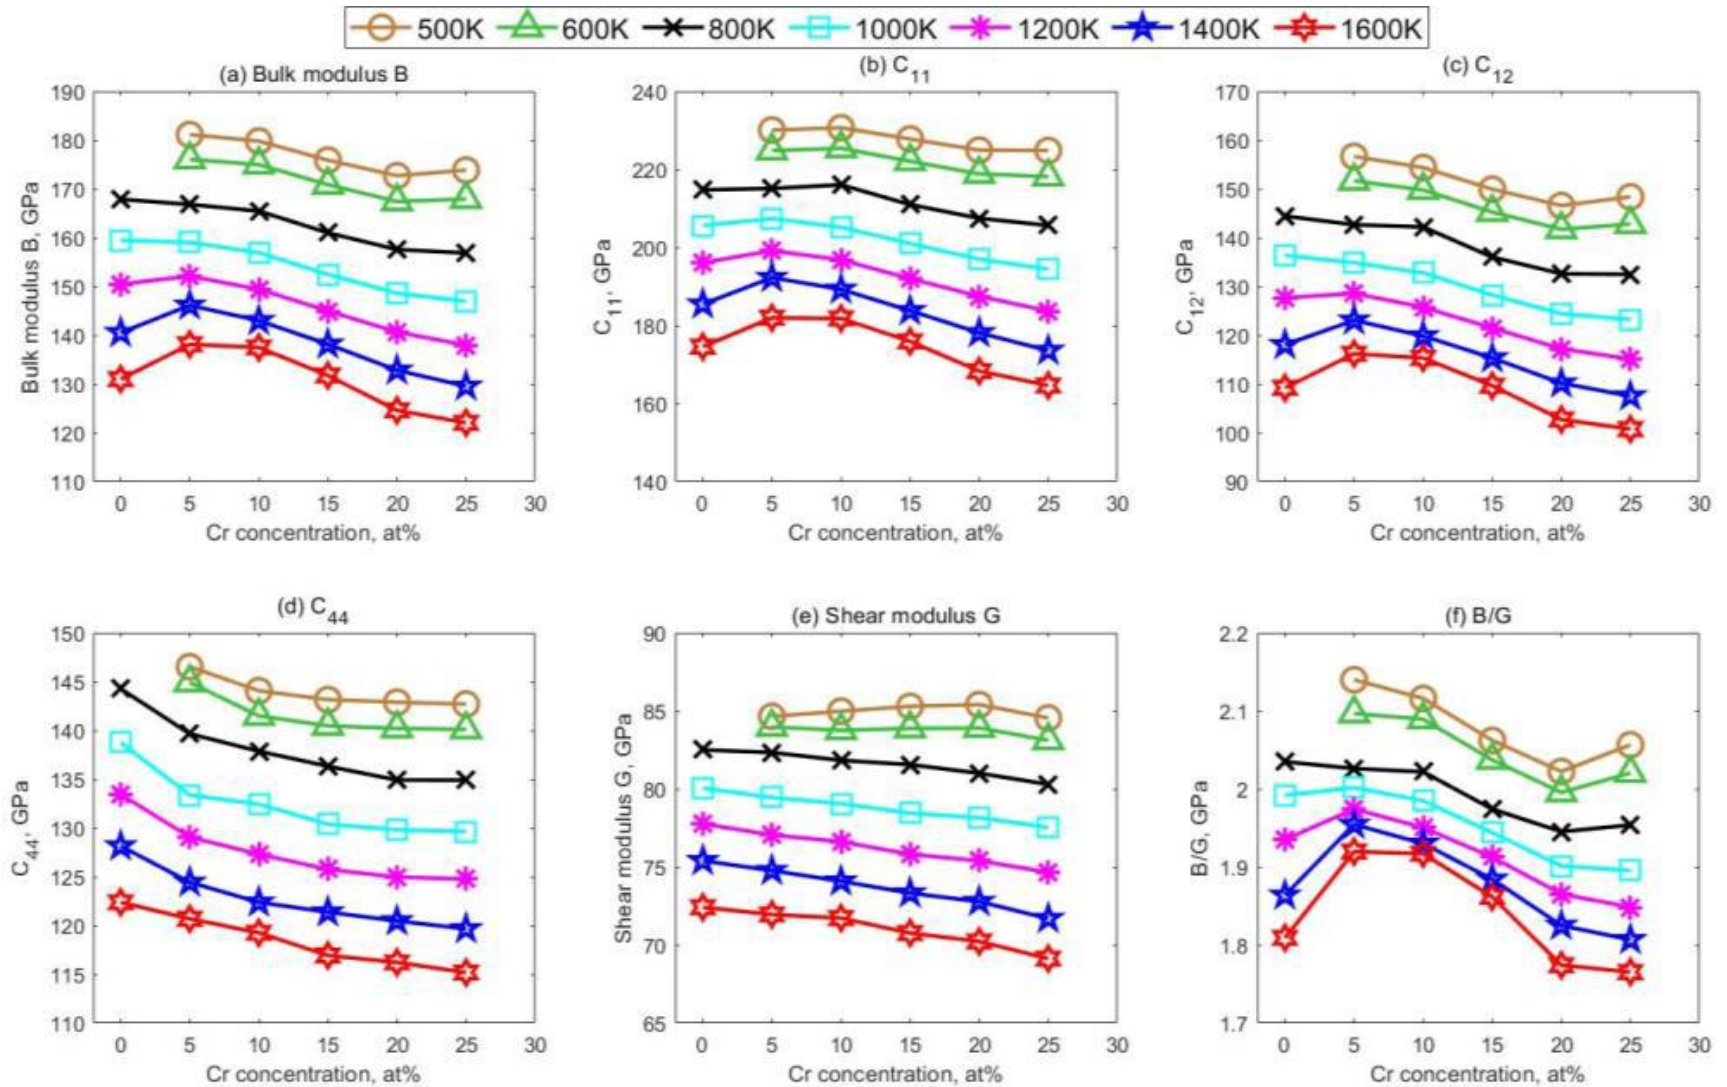 500K 600K 800K 1000K 1200K 1400K 1600K
(a) Bulk modulus B
190
180
170
160
150
140
130
120
110
0 5 10 15 20 25 30
Bulk modulus B, GPa
Cr concentration, at%
(b) C11
240
220
200
180
160
140
0 5 10 15 20 25 30
C11, GPa
Cr concentration, at%
(c) C12
170
160
150
140
130
120
110
100
90
0 5 10 15 20 25 30
C12, GPa
Cr concentration, at%
(d) C44
150
145
140
135
130
125
120
115
110
0 5 10 15 20 25 30
C44, GPa
Cr concentration, at%
(e) Shear modulus G
90
85
80
75
70
65
0 5 10 15 20 25 30
Shear modulus G, GPa
Cr concentration, at%
(f) B/G
2.2
2.1
2
1.9
1.8
1.7
0 5 10 15 20 25 30
B/G, GPa
Cr concentration, at%